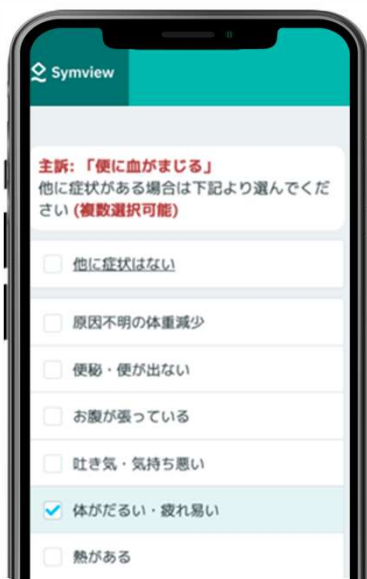 Symview
主訴:「便に血がまじる」
他に症状がある場合は下記より選んでくだ
さい (複数選択可能)
他に症状はない
原因不明の体重減少
便秘・便が出ない
お腹が張っている
吐き気・気持ち悪い
体がだるい・疲れ易い
熱がある